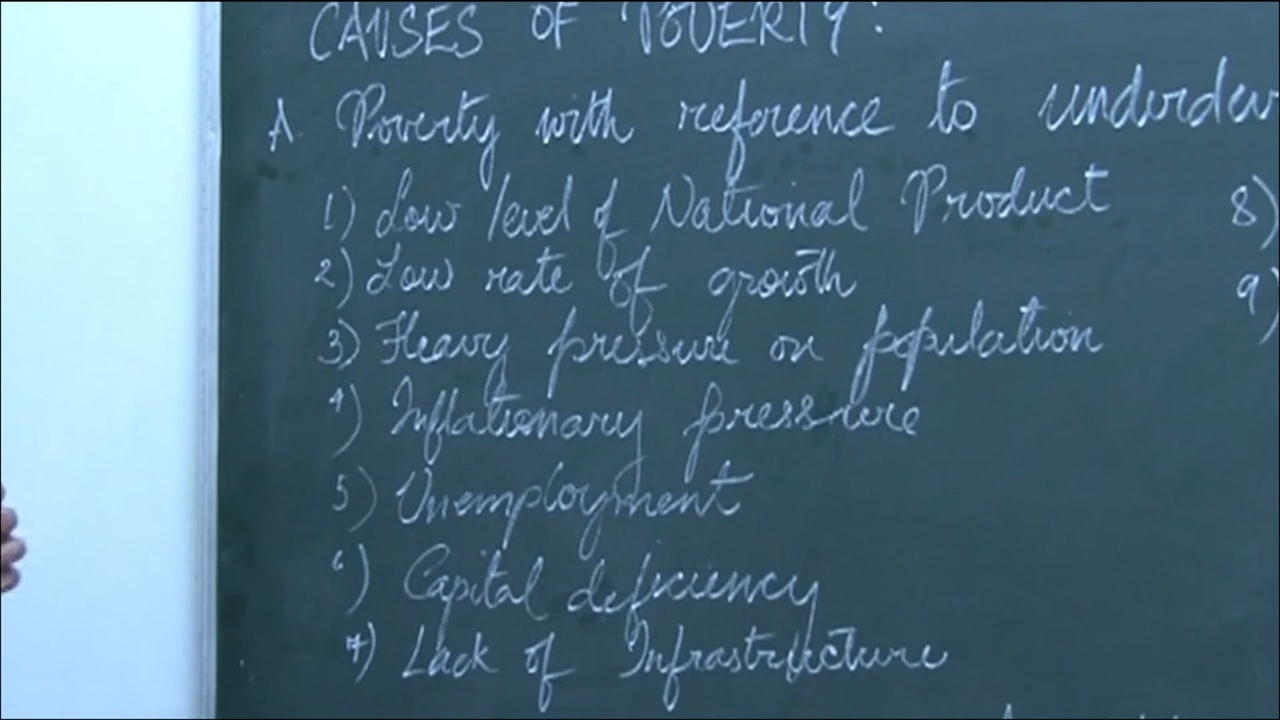 CAUSES OF POVERTY:
A. Poverty with reference to underdev
1) Low level of National Product
2) Low rate of growth
3) Heavy pressure on population
4) Inflationary pressure
5) Unemployment
6) Capital deficiency
7) Lack of Infrastructure
8)
9)